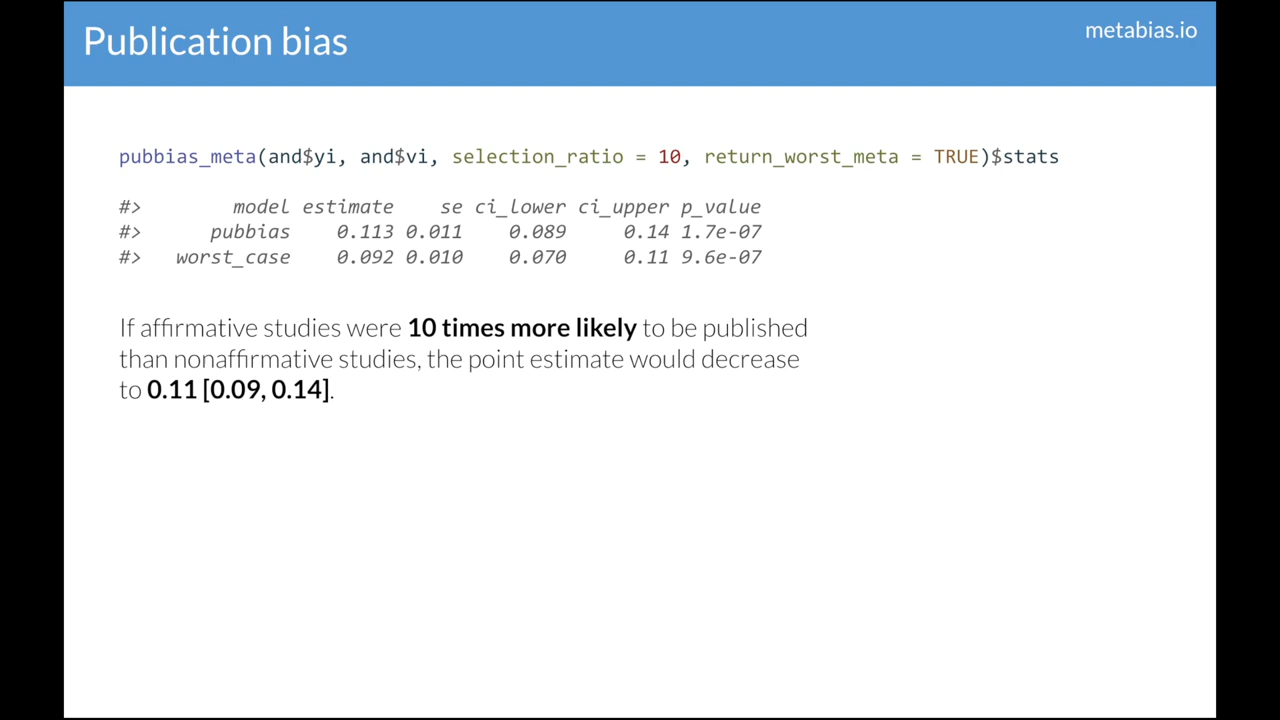 Publication bias
metabias.io
pubbias_meta(and$yi, and$vi, selection_ratio = 10, return_worst_meta = TRUE)$stats
#> model estimate se ci_lower ci_upper p_value
#> pubbias 0.113 0.011 0.089 0.14 1.7e-07
#> worst_case 0.092 0.010 0.070 0.11 9.6e-07
If affirmative studies were 10 times more likely to be published
than nonaffirmative studies, the point estimate would decrease
to 0.11 [0.09, 0.14].